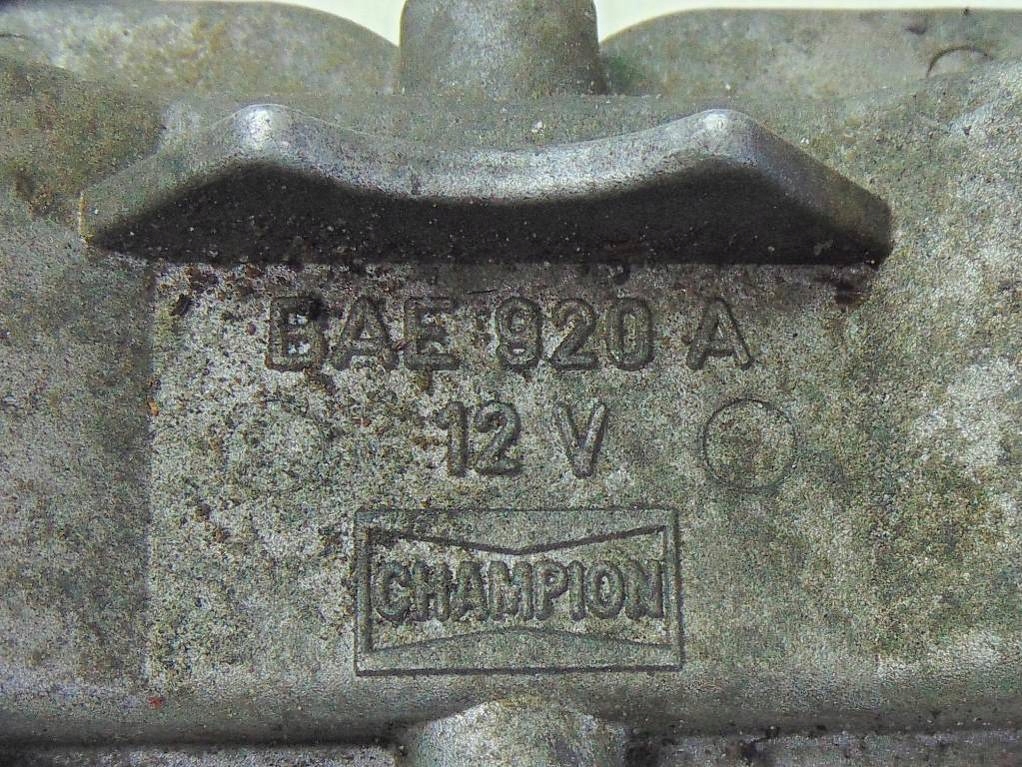 BAE 920 A
12 V
CHAMPION